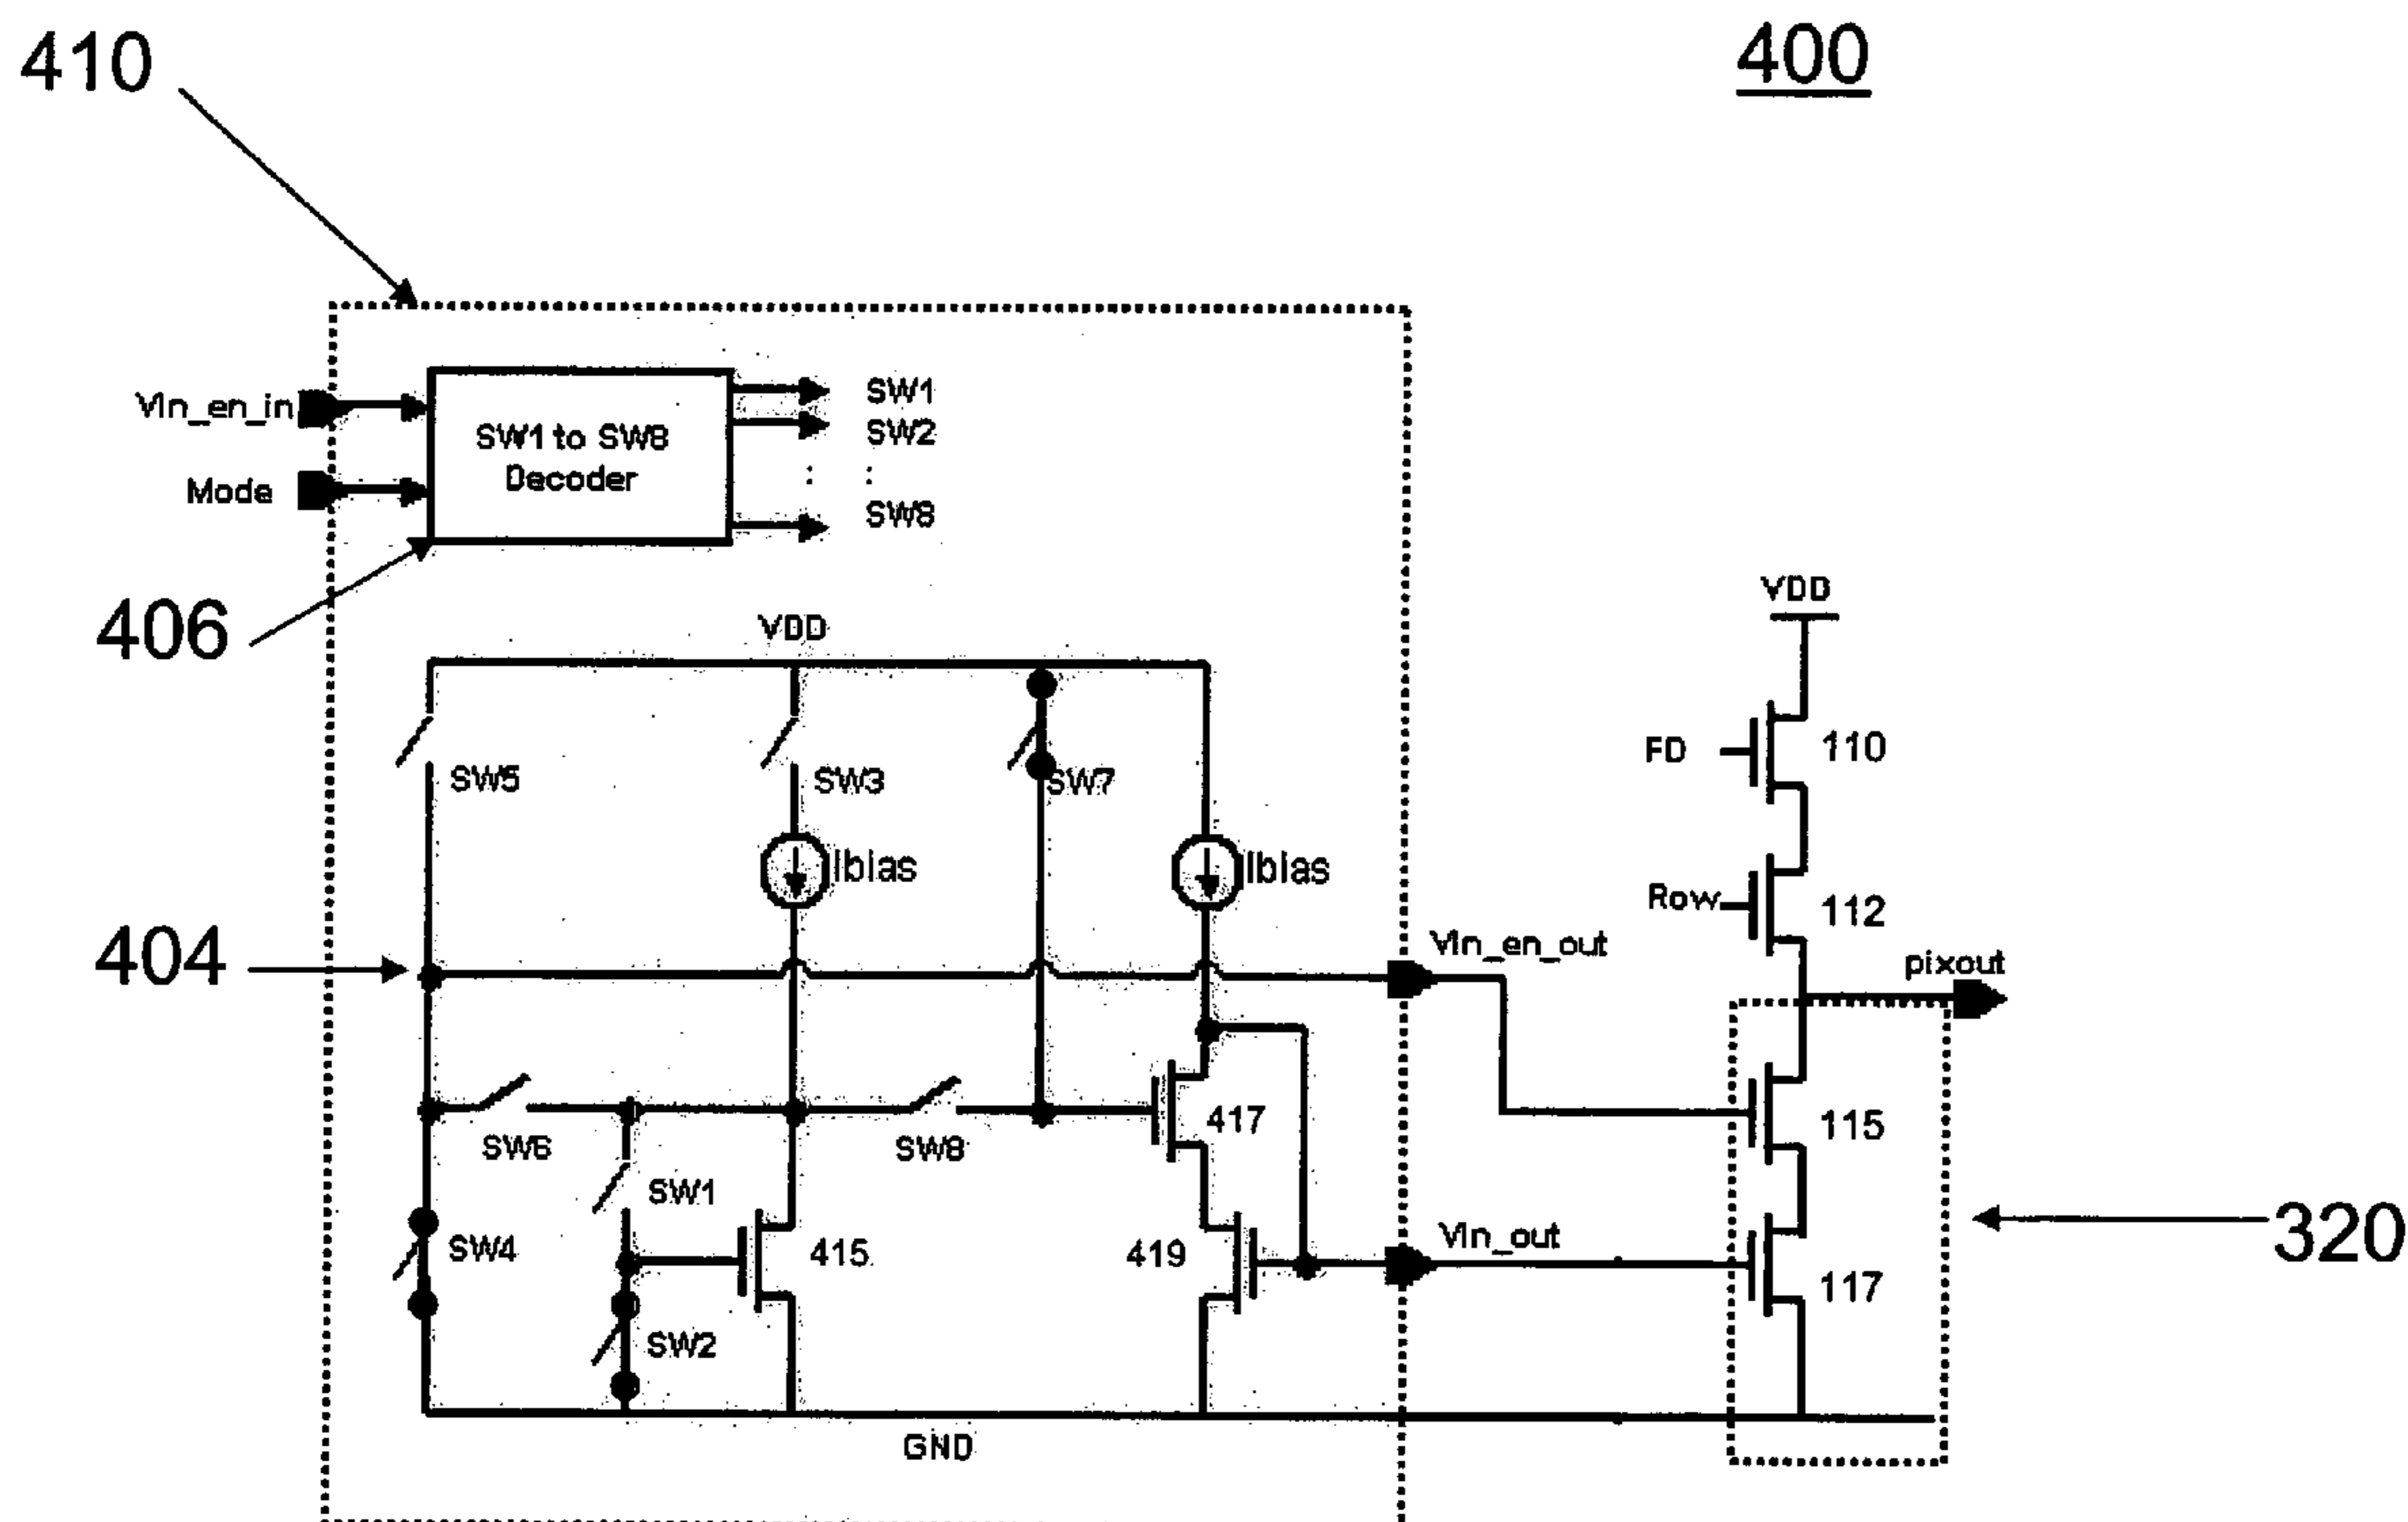 410
400
Vln_en_in
Mode
SW1 to SW8
Decoder
SW1
SW2
:
:
SW8
406
VDD
VDD
SW5
SW3
SW7
Ibias
Ibias
FD
110
Row
112
404
Vln_en_out
pixout
SW6
SW8
417
115
SW1
SW4
415
419
Vln_out
320
117
SW2
GND